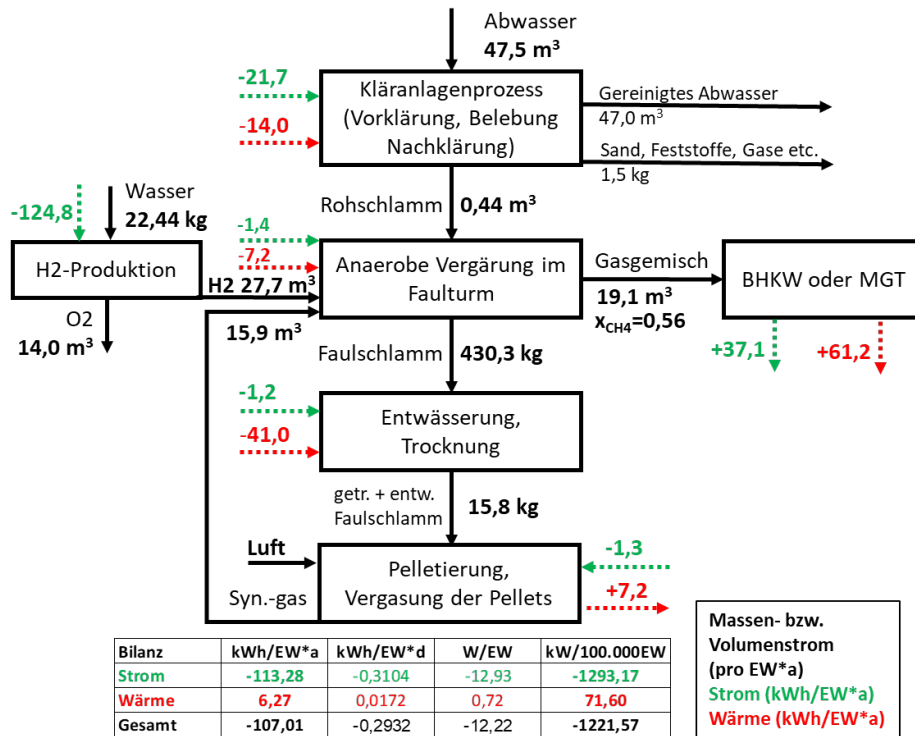 Abwasser
47,5 m³
-21,7
-14,0
Kläranlagenprozess
(Vorklärung, Belebung
Nachklärung)
Gereinigtes Abwasser
47,0 m³
Sand, Feststoffe, Gase etc.
1,5 kg
Rohschlamm 0,44 m³
-124,8
Wasser
22,44 kg
H2-Produktion
O2
14,0 m³
-1,4
-7,2
H2 27,7 m³
15,9 m³
Anaerobe Vergärung im
Faulturm
Gasgemisch
19,1 m³
xCH4=0,56
BHKW oder MGT
+37,1
+61,2
Faulschlamm 430,3 kg
-1,2
-41,0
Entwässerung,
Trocknung
getr. + entw.
Faulschlamm
15,8 kg
Luft
Syn.-gas
Pelletierung,
Vergasung der Pellets
-1,3
+7,2
Bilanz kWh/EW*a kWh/EW*d W/EW kW/100.000EW
Strom -113,28 -0,3104 -12,93 -1293,17
Wärme 6,27 0,0172 0,72 71,60
Gesamt -107,01 -0,2932 -12,22 -1221,57
Massen- bzw.
Volumenstrom
(pro EW*a)
Strom (kWh/EW*a)
Wärme (kWh/EW*a)